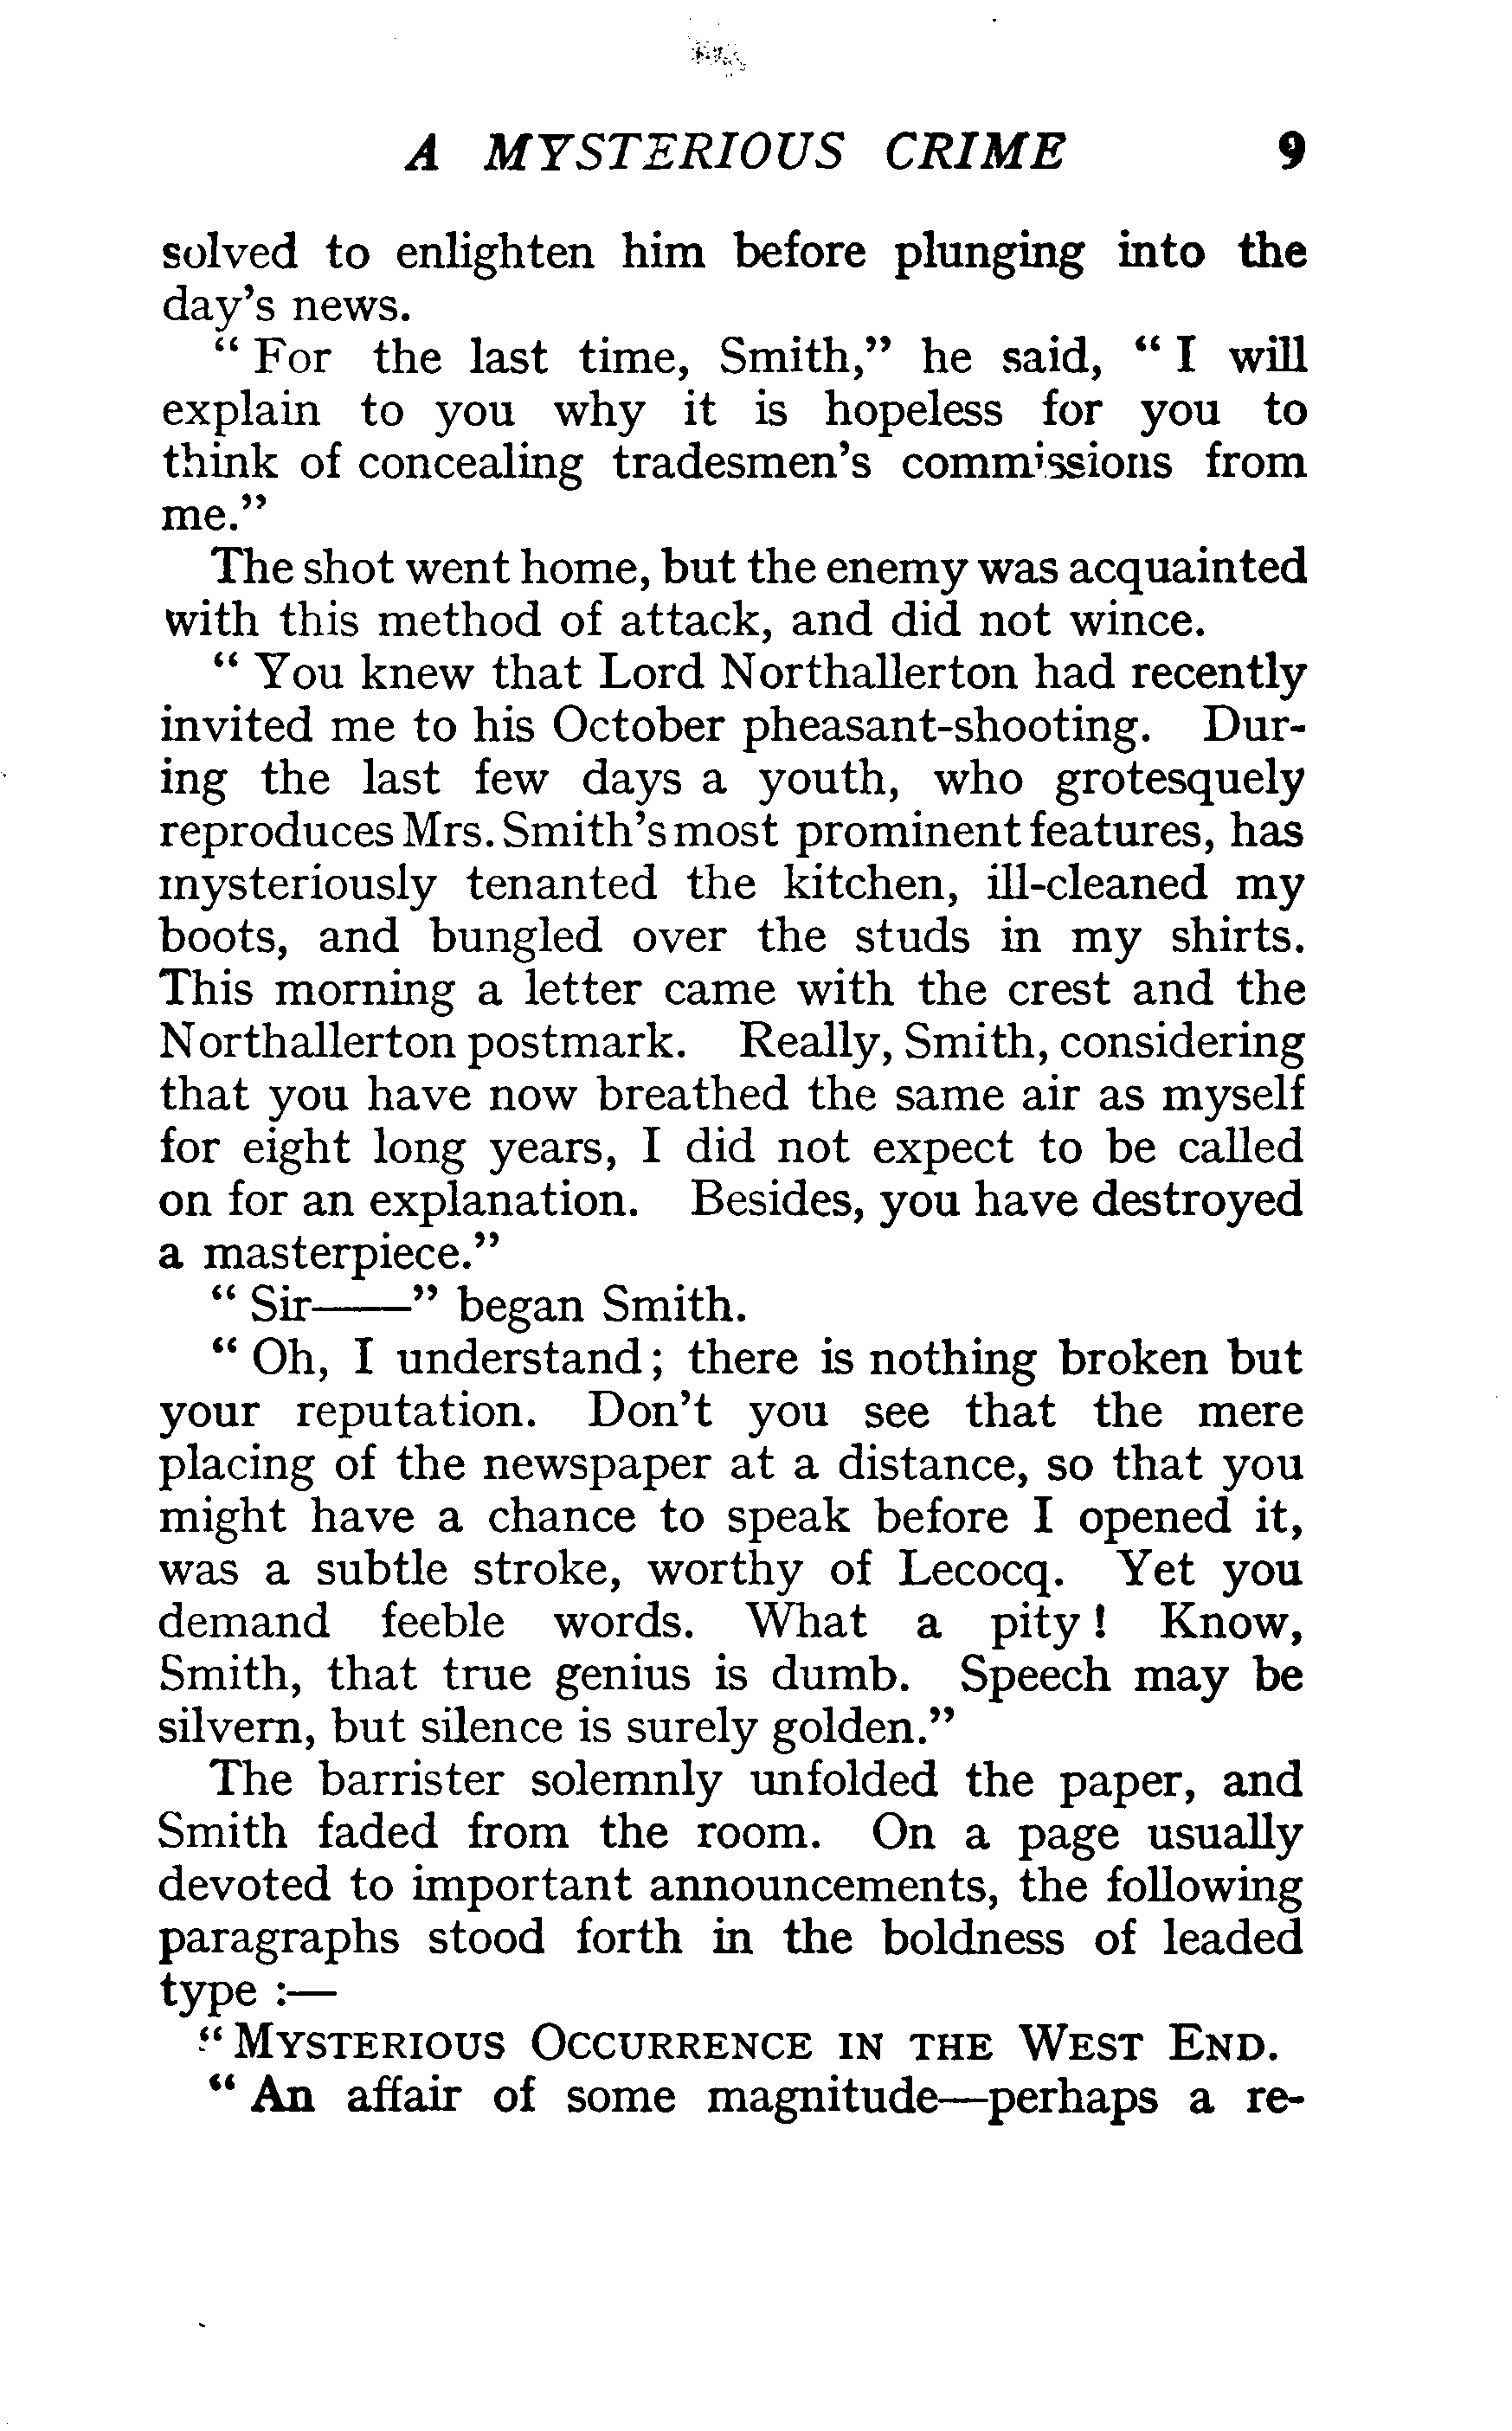 A MYSTERIOUS CRIME 9
solved to enlighten him before plunging into the
day's news.
" For the last time, Smith," he said, " I will
explain to you why it is hopeless for you to
think of concealing tradesmen's commissions from
me."
The shot went home, but the enemy was acquainted
with this method of attack, and did not wince.
" You knew that Lord Northallerton had recently
invited me to his October pheasant-shooting. Dur-
ing the last few days a youth, who grotesquely
reproduces Mrs. Smith's most prominent features, has
mysteriously tenanted the kitchen, ill-cleaned my
boots, and bungled over the studs in my shirts.
This morning a letter came with the crest and the
Northallerton postmark. Really, Smith, considering
that you have now breathed the same air as myself
for eight long years, I did not expect to be called
on for an explanation. Besides, you have destroyed
a masterpiece."
" Sir——" began Smith.
" Oh, I understand ; there is nothing broken but
your reputation. Don't you see that the mere
placing of the newspaper at a distance, so that you
might have a chance to speak before I opened it,
was a subtle stroke, worthy of Lecocq. Yet you
demand feeble words. What a pity ! Know,
Smith, that true genius is dumb. Speech may be
silvern, but silence is surely golden."
The barrister solemnly unfolded the paper, and
Smith faded from the room. On a page usually
devoted to important announcements, the following
paragraphs stood forth in the boldness of leaded
type :—
" MYSTERIOUS OCCURRENCE IN THE WEST END.
" An affair of some magnitude—perhaps a re-